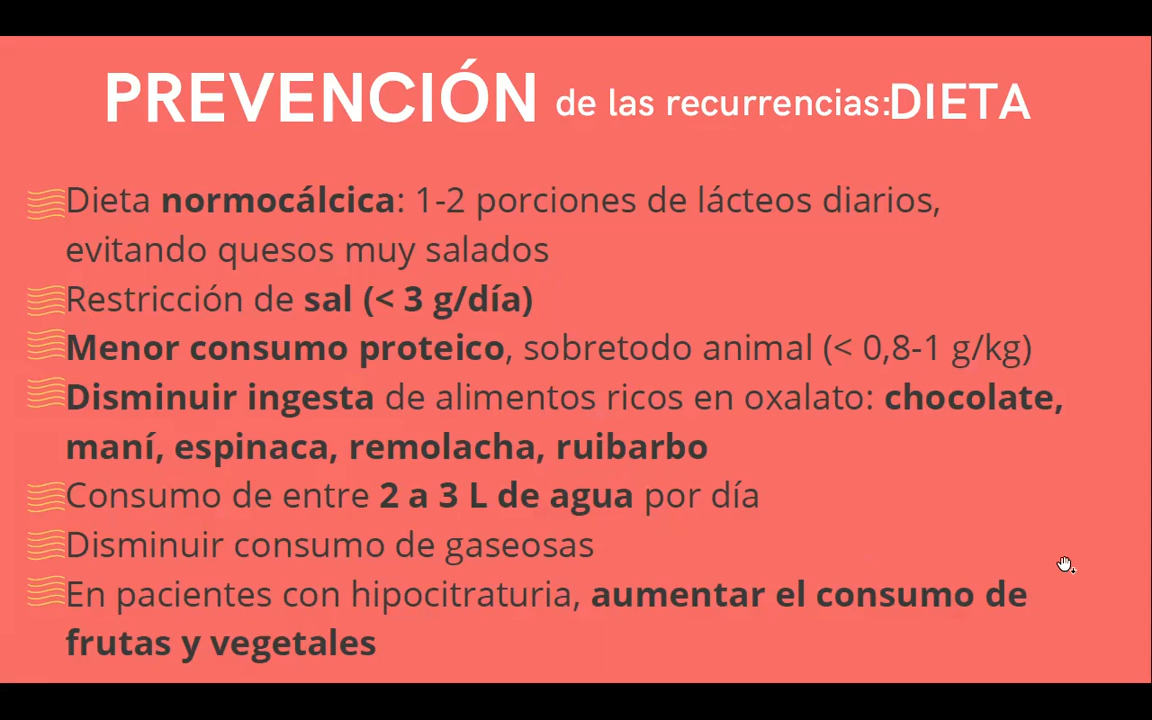 PREVENCIÓN de las recurrencias:DIETA
Dieta normocálcica: 1-2 porciones de lácteos diarios,
evitando quesos muy salados
Restricción de sal (< 3 g/día)
Menor consumo proteico, sobretodo animal (< 0,8-1 g/kg)
Disminuir ingesta de alimentos ricos en oxalato: chocolate,
maní, espinaca, remolacha, ruibarbo
Consumo de entre 2 a 3 L de agua por día
Disminuir consumo de gaseosas
En pacientes con hipocitraturia, aumentar el consumo de
frutas y vegetales